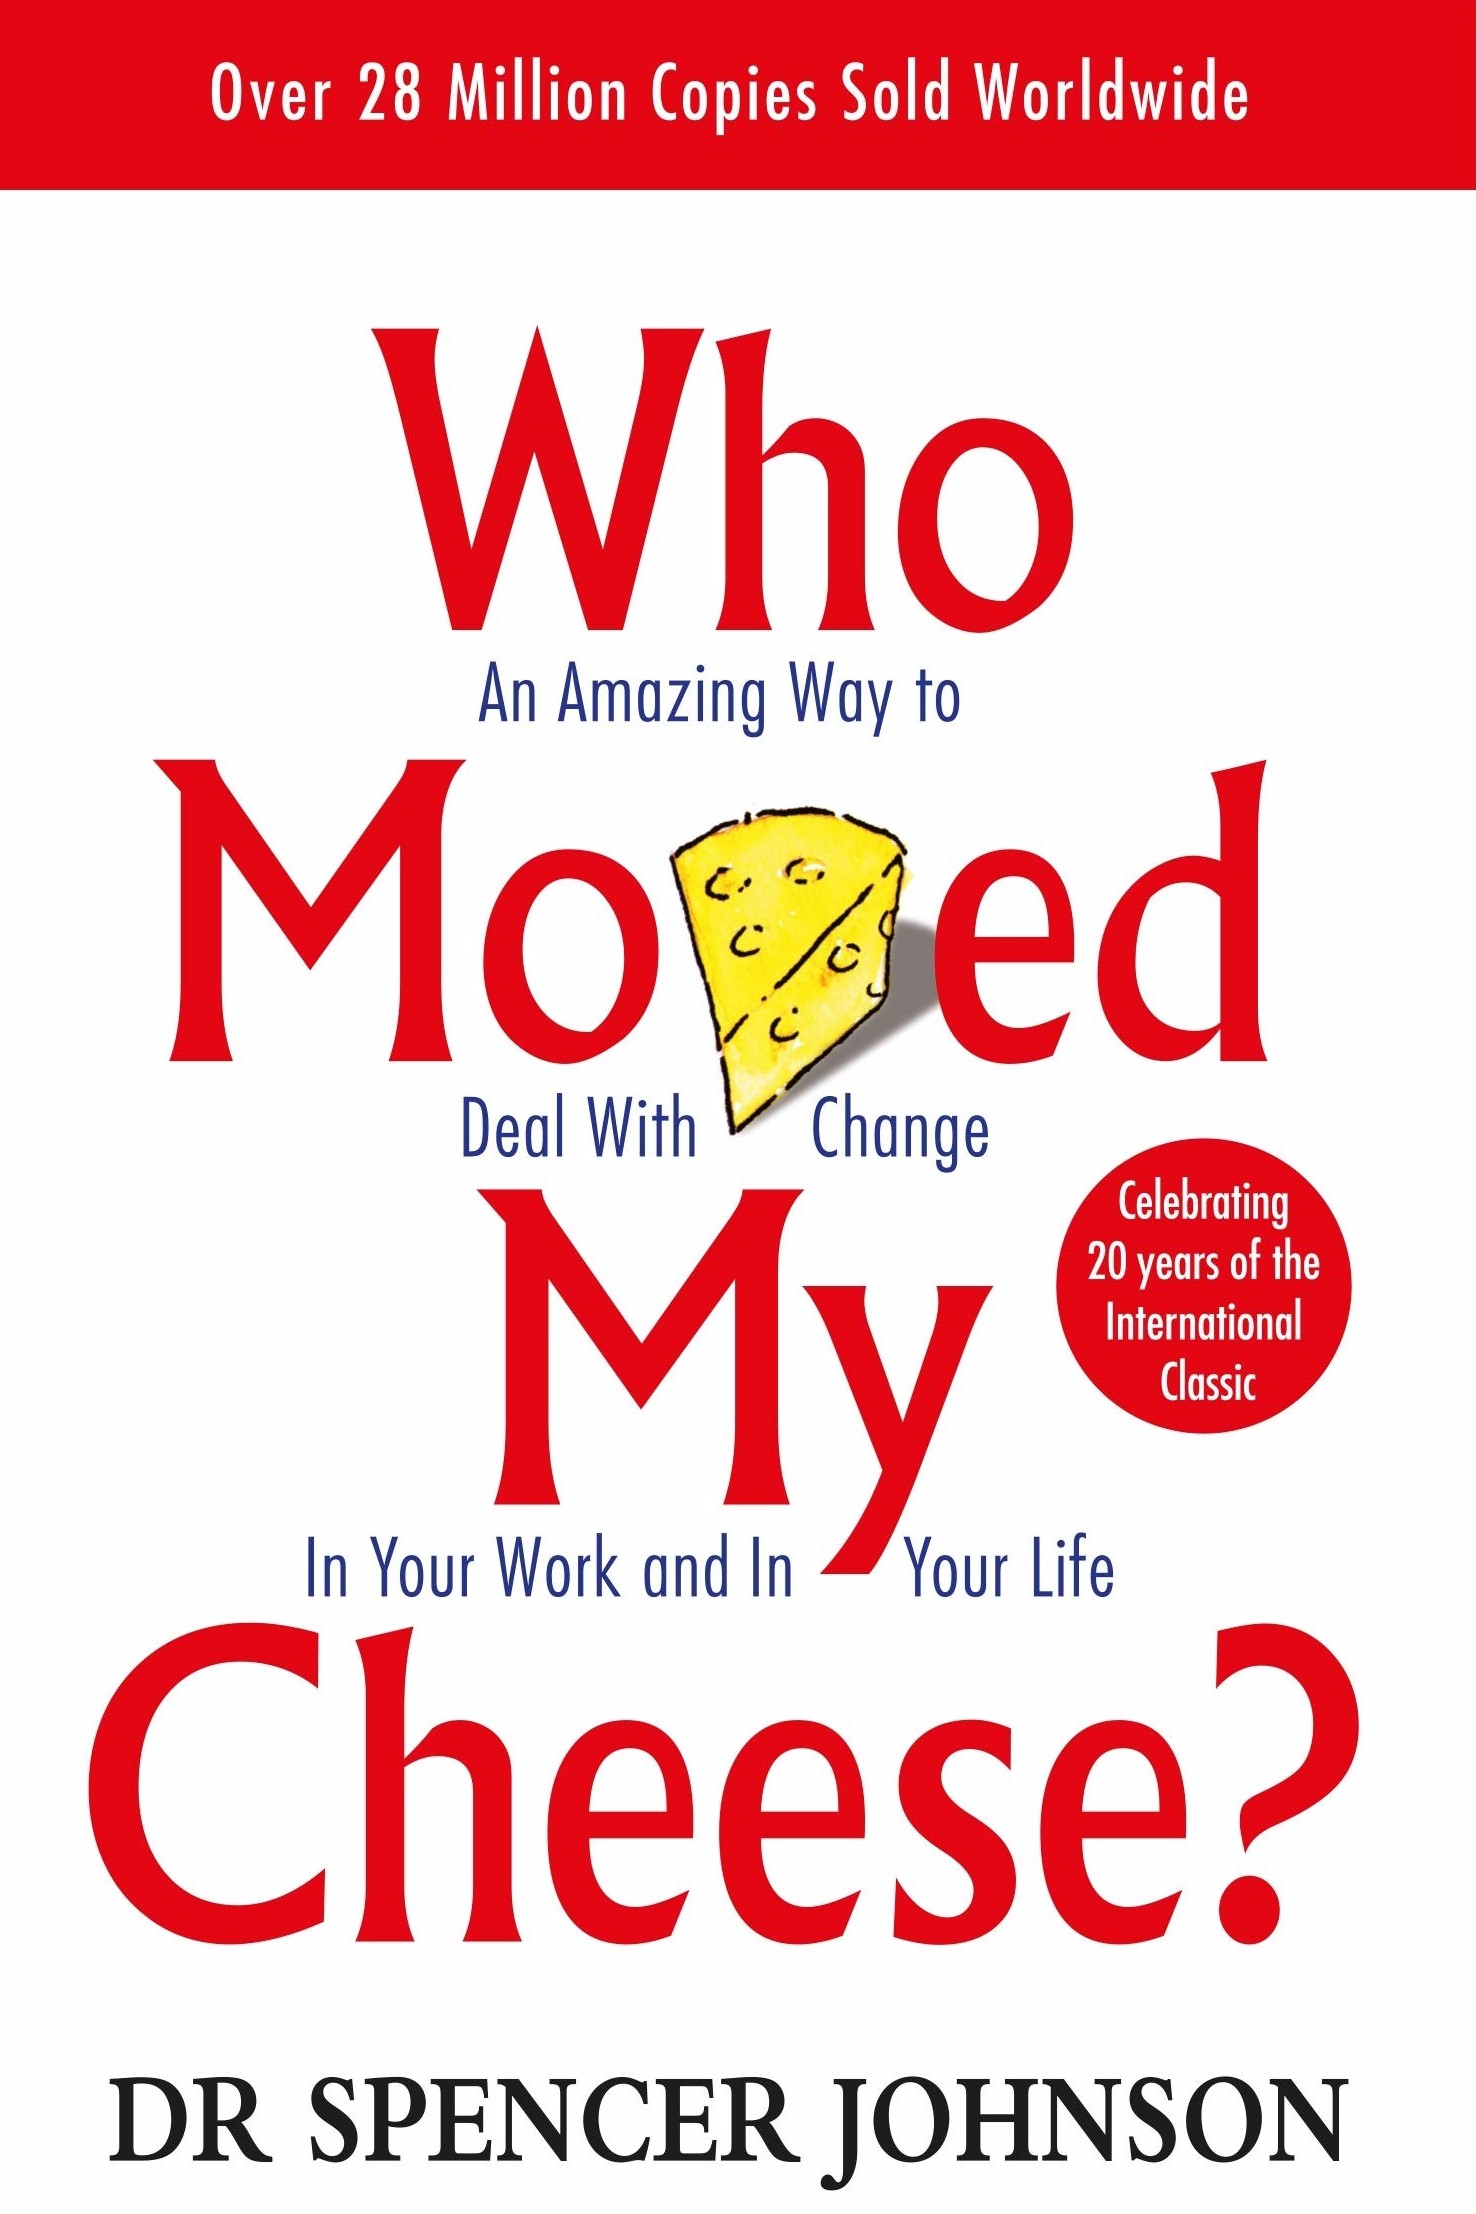 Over 28 Million Copies Sold Worldwide
Who
An Amazing Way to
Moved
Deal With Change
My
Celebrating
20 years of the
International
Classic
In Your Work and In Your Life
Cheese?
DR SPENCER JOHNSON